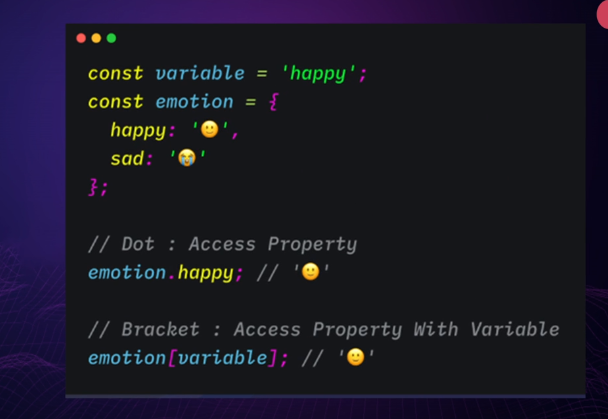 const variable = 'happy';
const emotion = {
  happy: '🙂',
  sad: '😭'
};

// Dot : Access Property
emotion.happy; // '🙂'

// Bracket : Access Property With Variable
emotion[variable]; // '🙂'